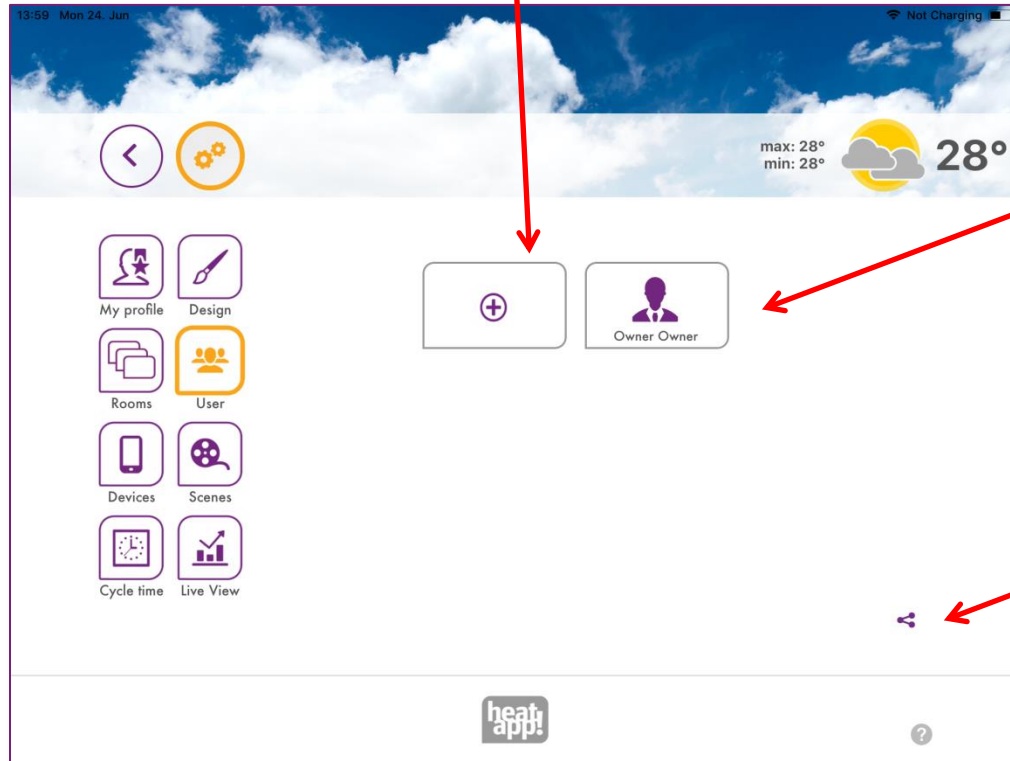 13:59 Mon 24. Jun
Not Charging
max: 28°
min: 28°
28°
My profile
Design
Owner Owner
Rooms
User
Devices
Scenes
Cycle time
Live View
heat
app!
?